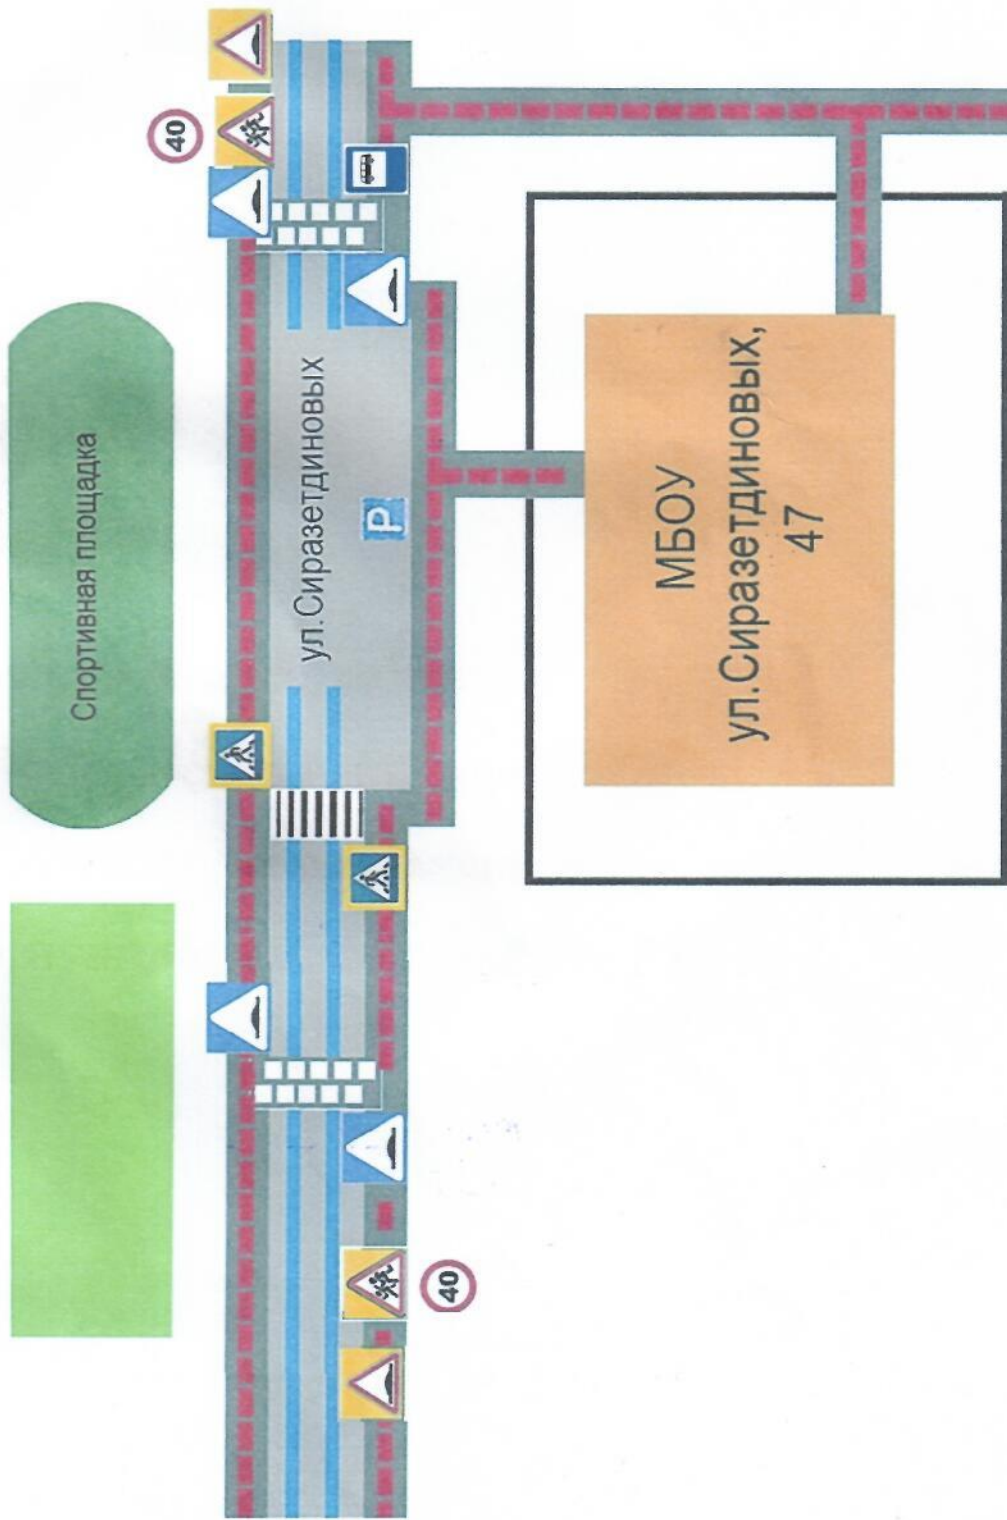 40
Спортивная площадка
ул.Сиразетдиновых
P
МБОУ
ул.Сиразетдиновых,
47
40